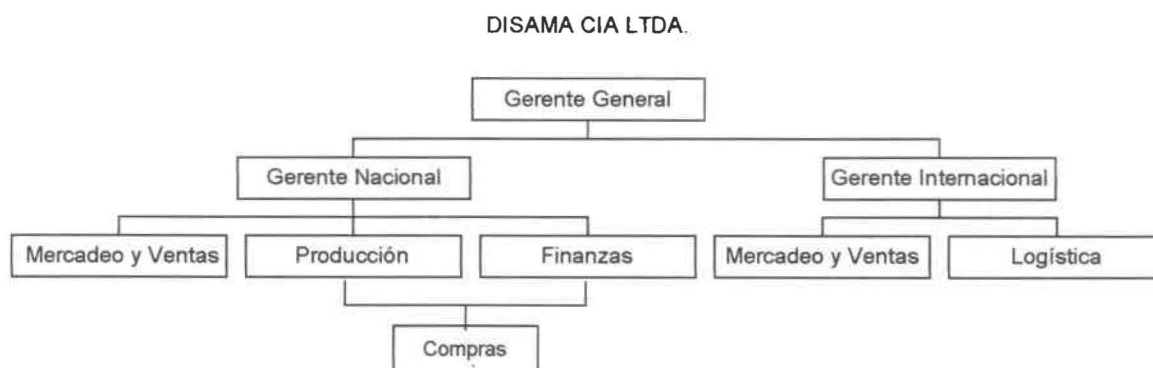 DISAMA CIA LTDA.
Gerente General
Gerente Nacional
Gerente Internacional
Mercadeo y Ventas
Producción
Finanzas
Mercadeo y Ventas
Logística
Compras